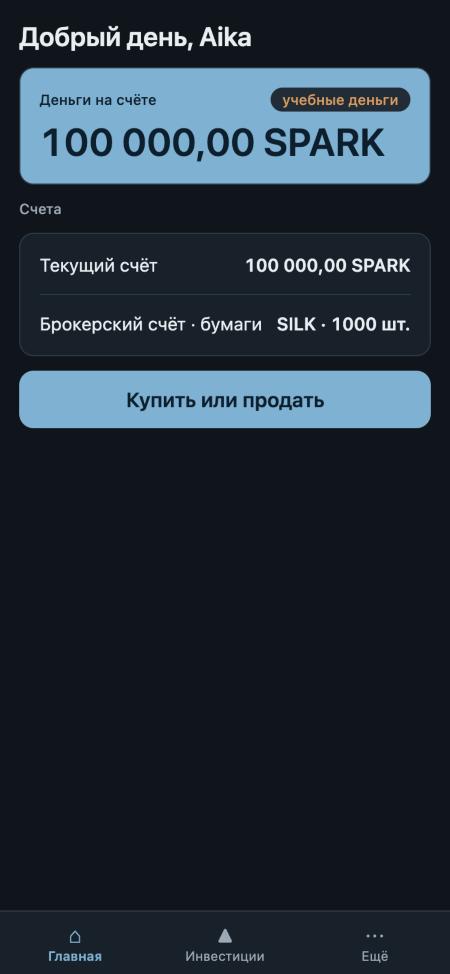 Добрый день, Aika
Деньги на счёте
учебные деньги
100 000,00 SPARK
Счета
Текущий счёт 100 000,00 SPARK
Брокерский счёт · бумаги SILK · 1000 шт.
Купить или продать
Главная
Инвестиции
Ещё